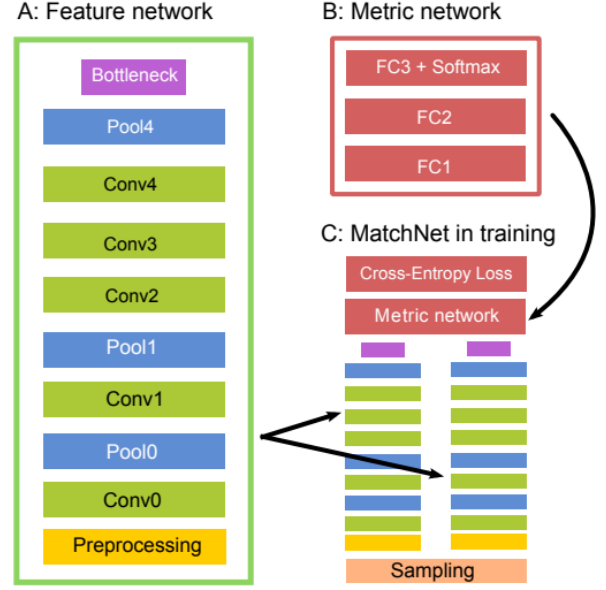 A: Feature network
Bottleneck
Pool4
Conv4
Conv3
Conv2
Pool1
Conv1
Pool0
Conv0
Preprocessing
B: Metric network
FC3 + Softmax
FC2
FC1
C: MatchNet in training
Cross-Entropy Loss
Metric network
Sampling